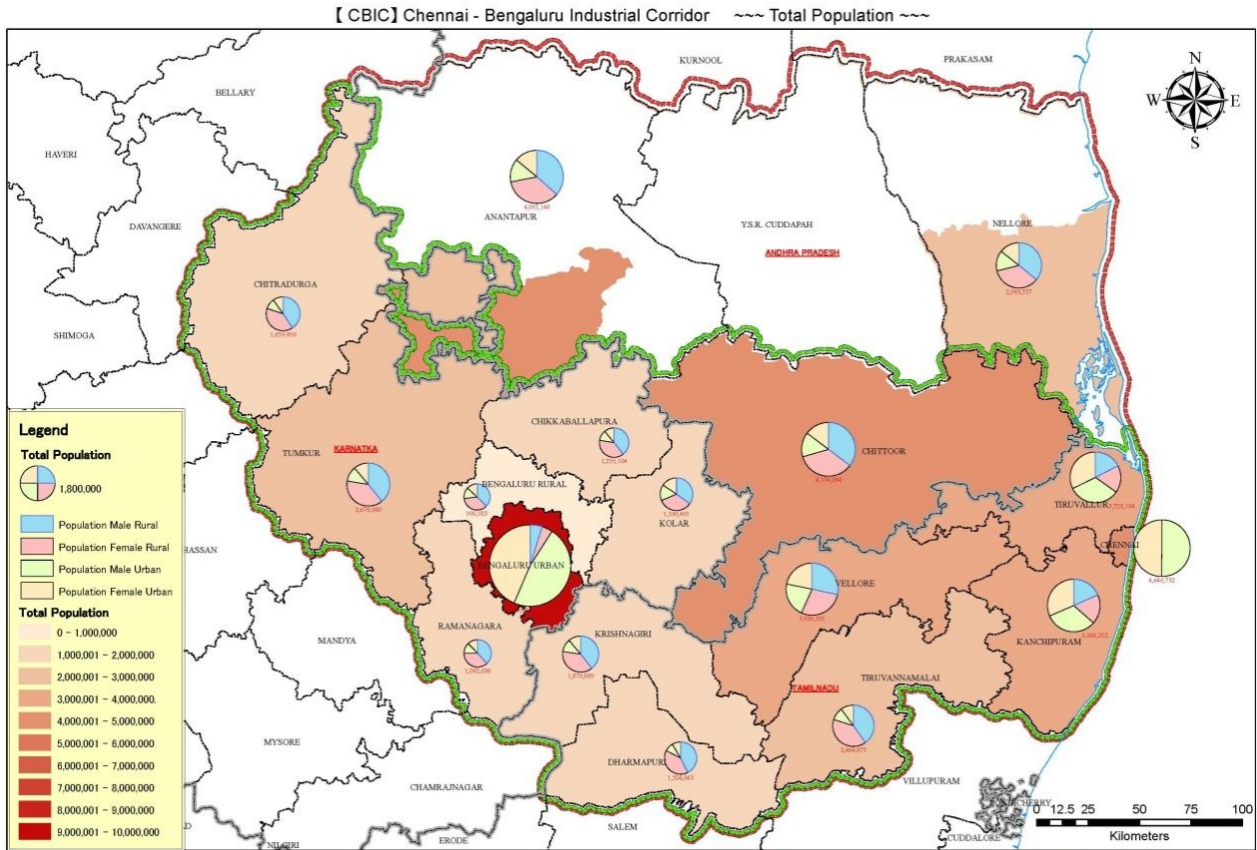 【 CBIC】 Chennai - Bengaluru Industrial Corridor ~~~ Total Population ~~~
KURNOOL
PRAKASAM
N
W E
S
BELLARY
HAVERI
ANANTAPUR
DAVANGERE
Y.S.R. CUDDAPAH
NELLORE
ANDHRA PRADESH
CHITRADURGA
SHIMOGA
CHIKKABALLAPURA
TUMKUR
KARNATKA
CHITTOOR
BENGALURU RURAL
KOLAR
TIRUVALLUR
CHENNAI
4,646,732
HASSAN
BENGALURU URBAN
VELLORE
RAMANAGARA
KRISHNAGIRI
KANCHIPURAM
MANDYA
TIRUVANNAMALAI
TAMILNADU
MYSORE
DHARMAPURI
CHAMRAJNAGAR
VILLUPURAM
SALEM
ERODE
NILGIRI
CUDDALORE
Legend
Total Population
1,800,000
Population Male Rural
Population Female Rural
Population Male Urban
Population Female Urban
Total Population
0 - 1,000,000
1,000,001 - 2,000,000
2,000,001 - 3,000,000
3,000,001 - 4,000,000.
4,000,001 - 5,000,000
5,000,001 - 6,000,000
6,000,001 - 7,000,000
7,000,001 - 8,000,000
8,000,001 - 9,000,000
9,000,001 - 10,000,000
0 12.5 25 50 75 100
Kilometers